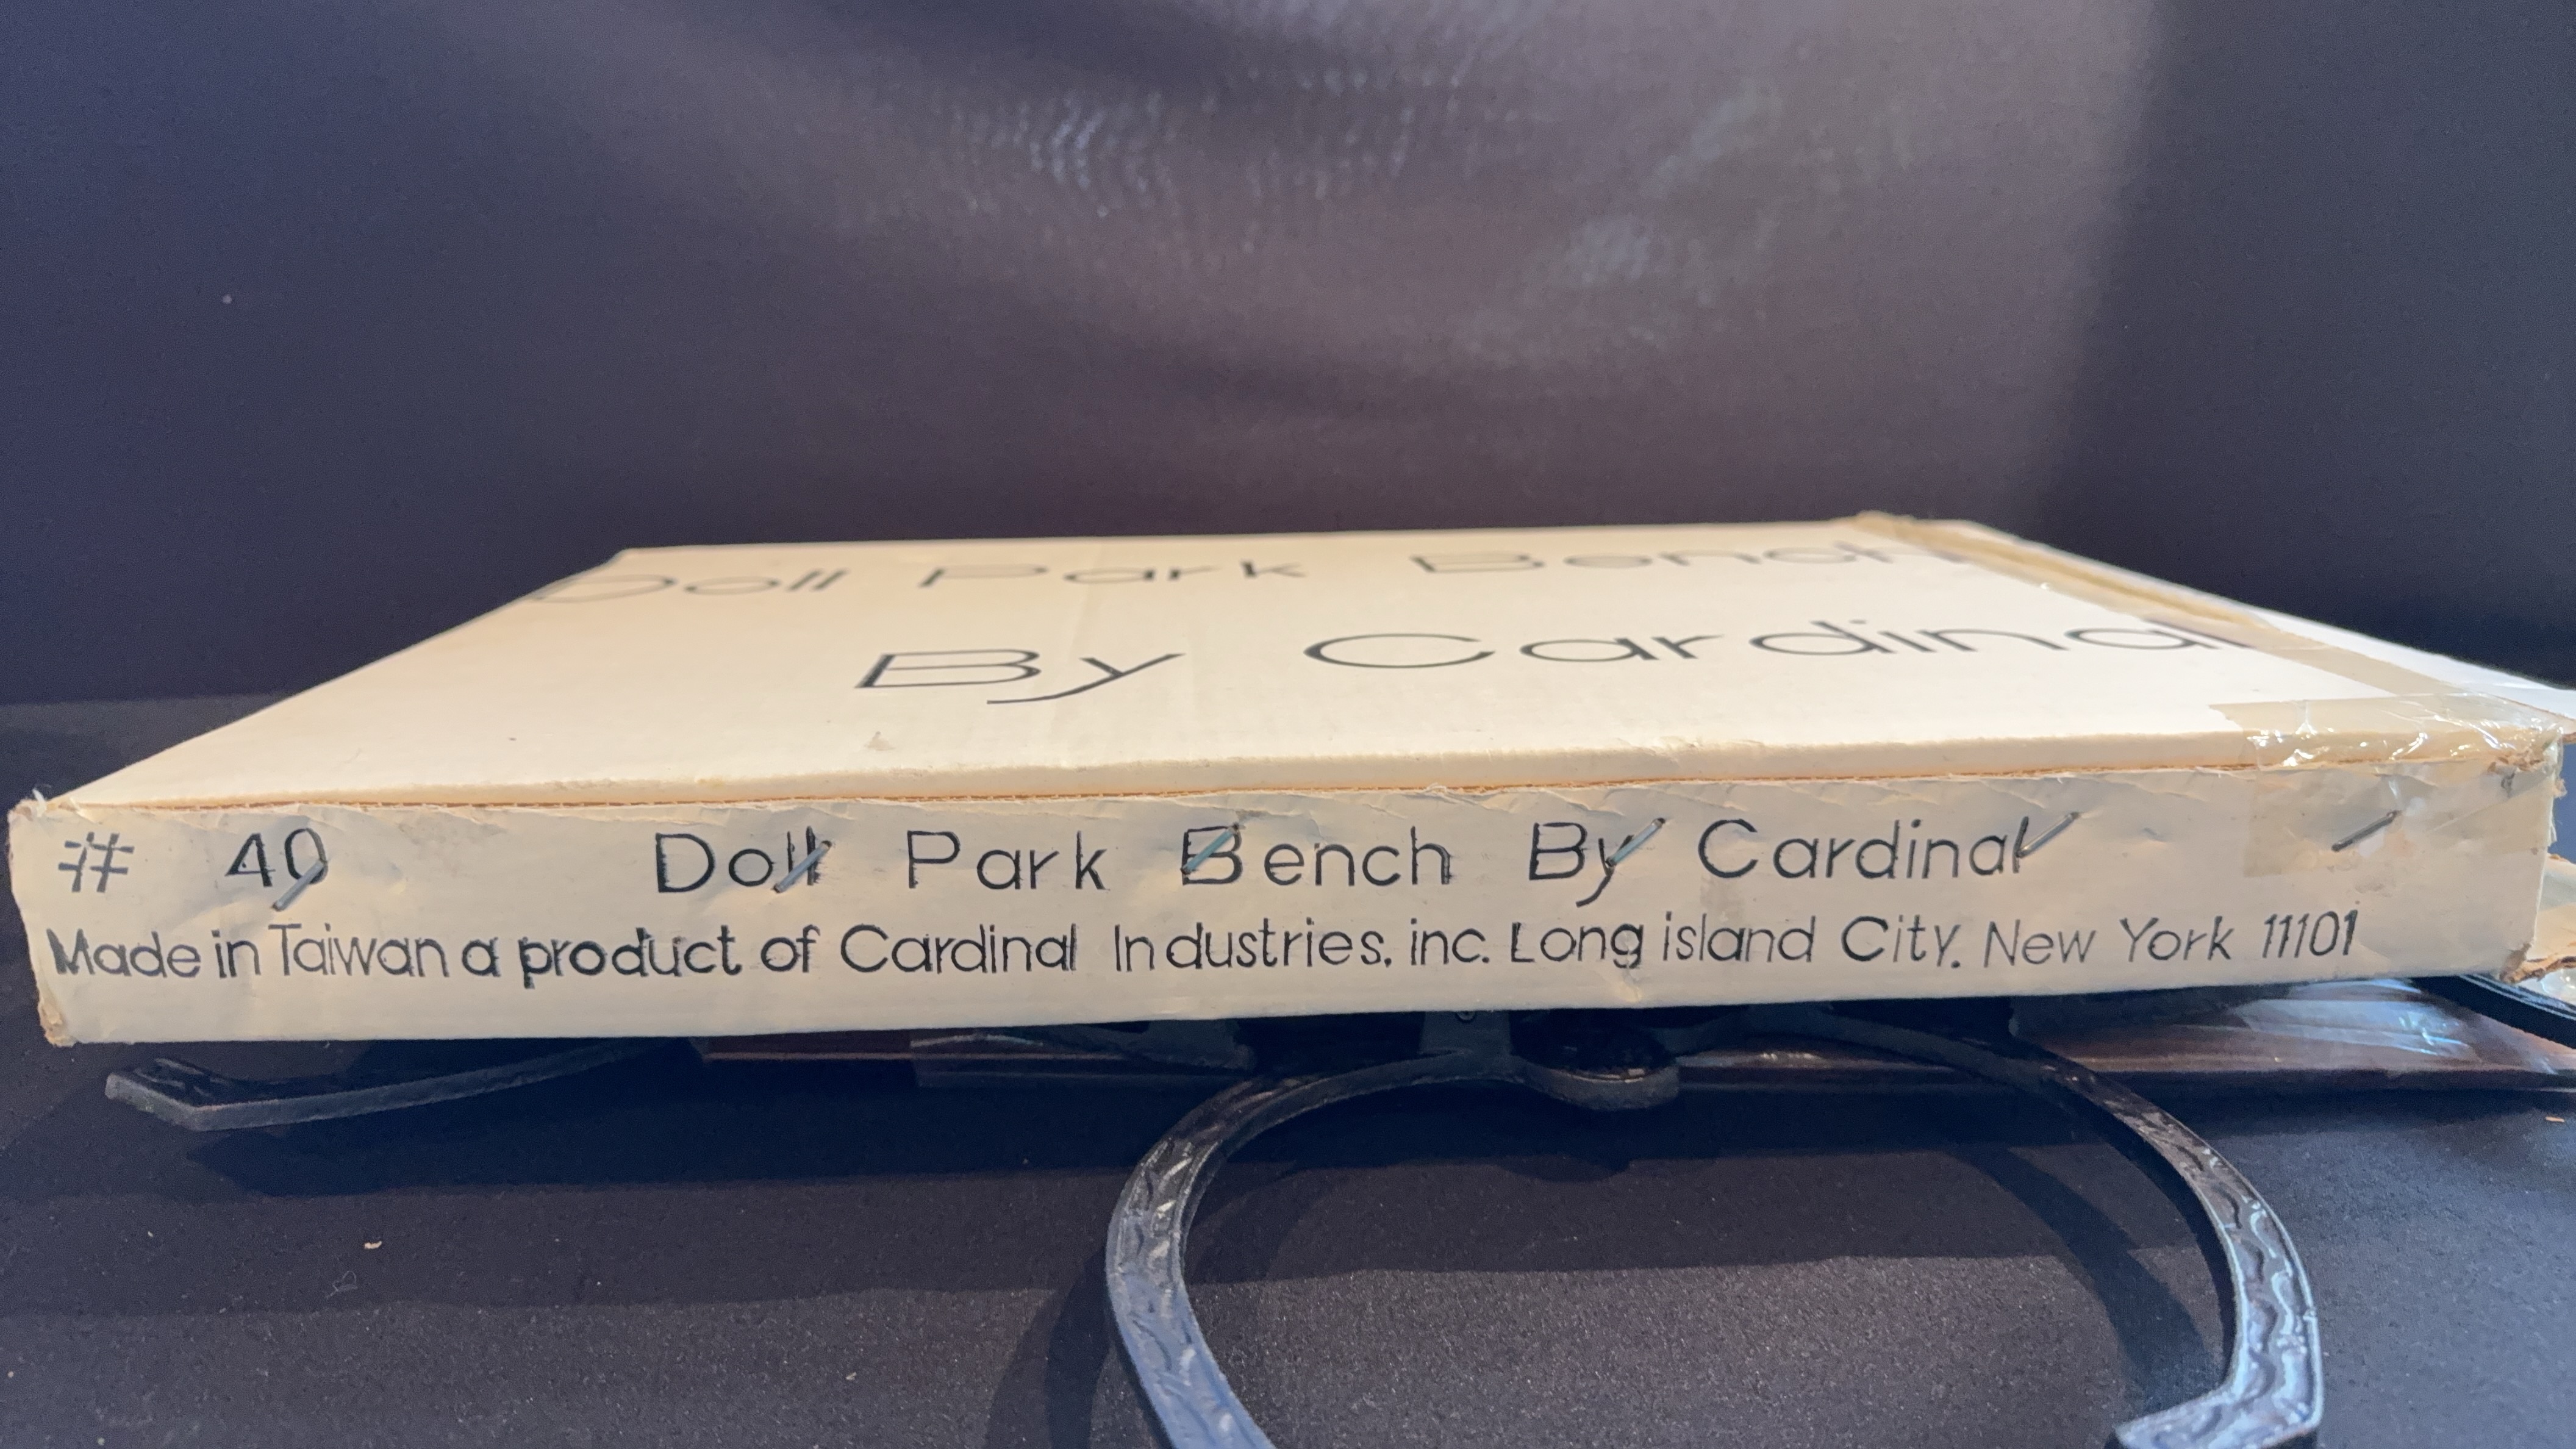 Doll Park Bench
By Cardinal
# 40 Doll Park Bench By Cardinal
Made in Taiwan a product of Cardinal Industries, inc. Long island City. New York 11101